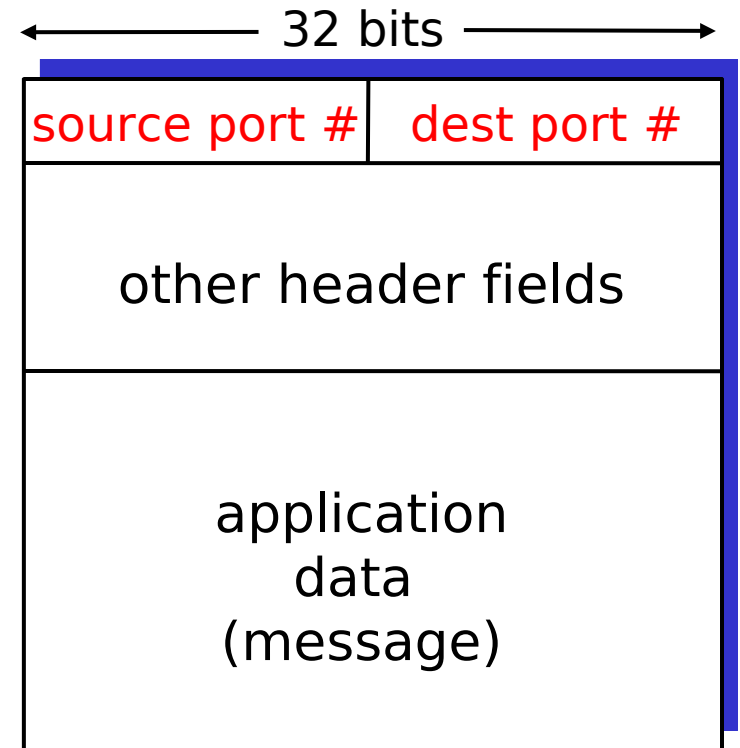 32 bits
source port # dest port #
other header fields
application
data
(message)